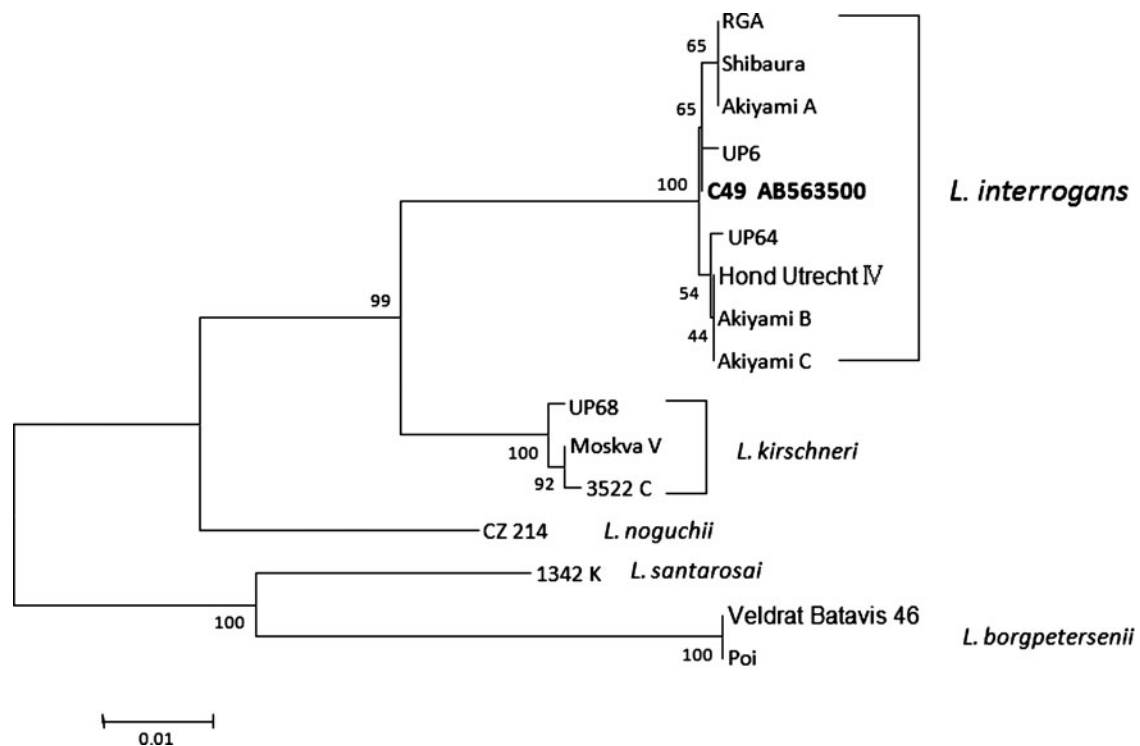 RGA
65
Shibaura
65
Akiyami A
UP6
100
C49 AB563500
L. interrogans
UP64
Hond Utrecht Ⅳ
99
54
Akiyami B
44
Akiyami C
UP68
Moskva V
100
L. kirschneri
92
3522 C
CZ 214 L. noguchii
1342 K L. santarosai
100
Veldrat Batavis 46
L. borgpetersenii
100
Poi
0.01